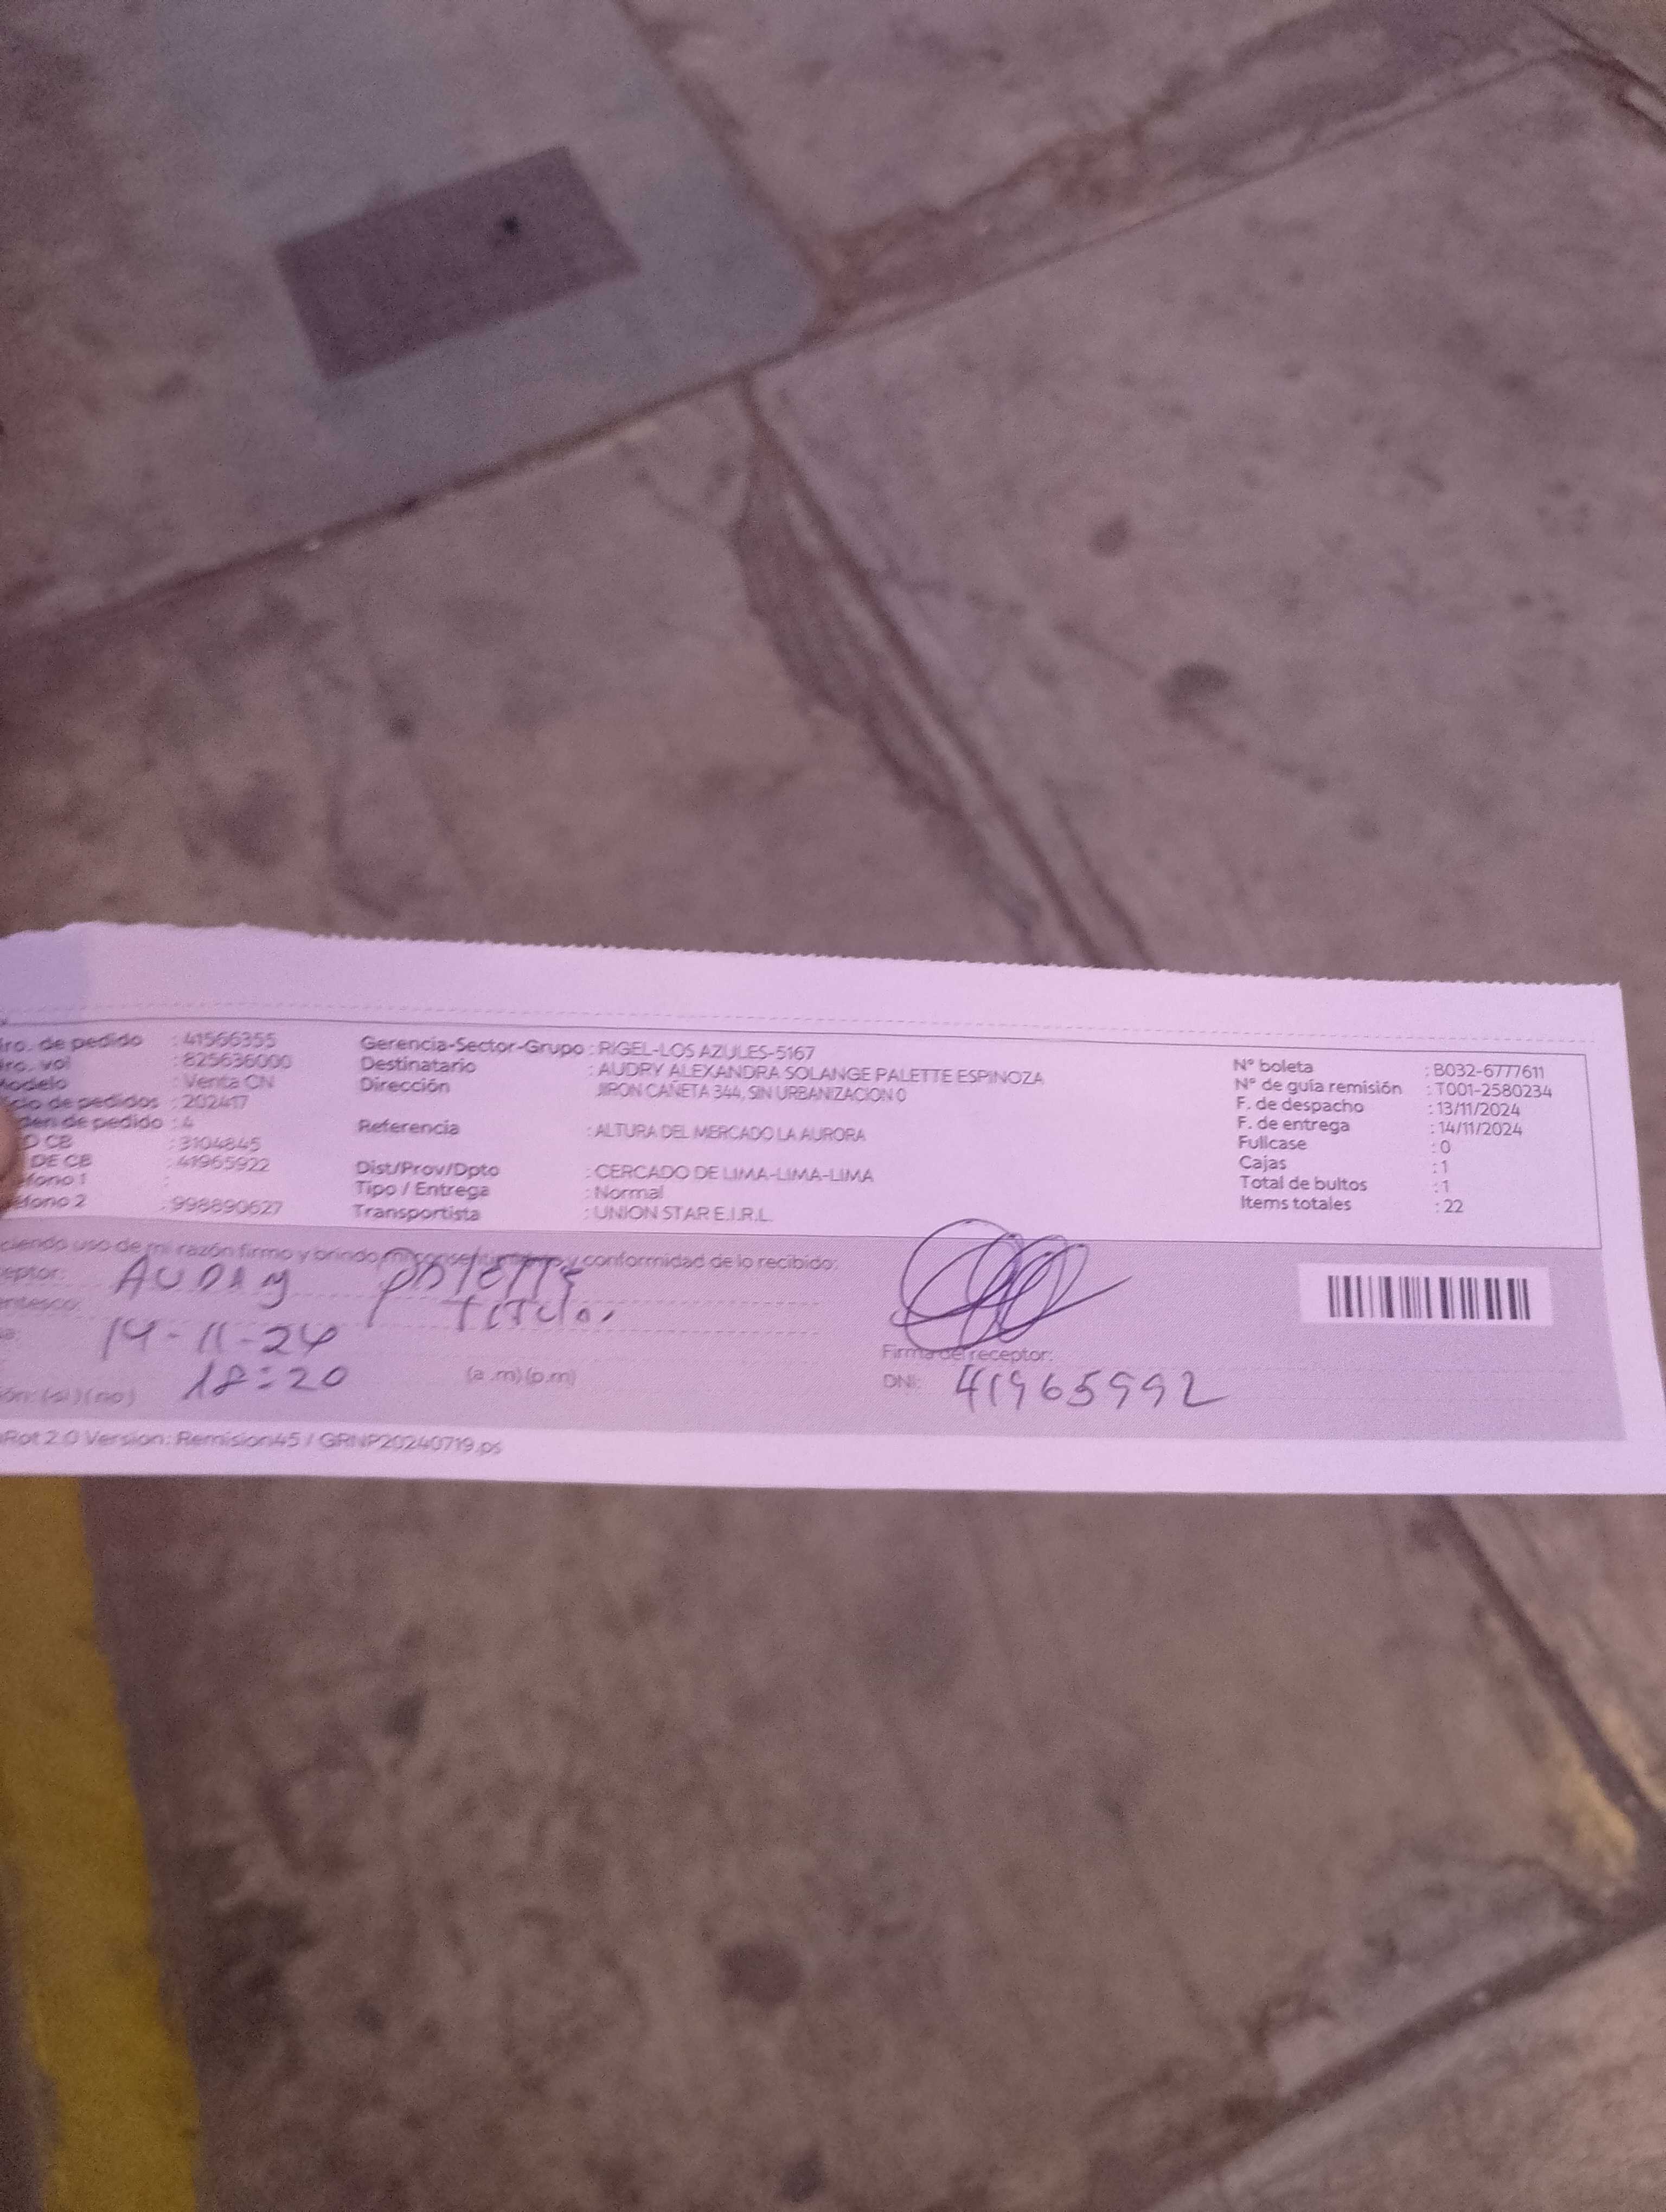 ro. de pedido : 41566355
ro. vol : 825636000
Modelo : Venta CN
cio de pedidos : 202417
den de pedido : 4
O CB : 3104845
DE CB : 41965922
éfono 1 :
éfono 2 : 998890627
Gerencia-Sector-Grupo : RIGEL-LOS AZULES-5167
Destinatario : AUDRY ALEXANDRA SOLANGE PALETTE ESPINOZA
Dirección JIRON CAÑETA 344, SIN URBANIZACION 0
Referencia : ALTURA DEL MERCADO LA AURORA
Dist/Prov/Dpto : CERCADO DE LIMA-LIMA-LIMA
Tipo / Entrega : Normal
Transportista : UNION STAR E.I.R.L.
N° boleta : B032-6777611
N° de guía remisión : T001-2580234
F. de despacho : 13/11/2024
F. de entrega : 14/11/2024
Fullcase : 0
Cajas : 1
Total de bultos : 1
Items totales : 22
ciendo uso de mi razón firmo y brindo mi consentimiento y conformidad de lo recibido:
eptor: AUDRY PALETTE
entesco: TITULAR
14-11-24
18:20 (a .m) (p.m)
ón: (si) (no)
Firma del receptor:
DNI: 41965992
Rot 2.0 Version: Remision45 / GRNP20240719.ps